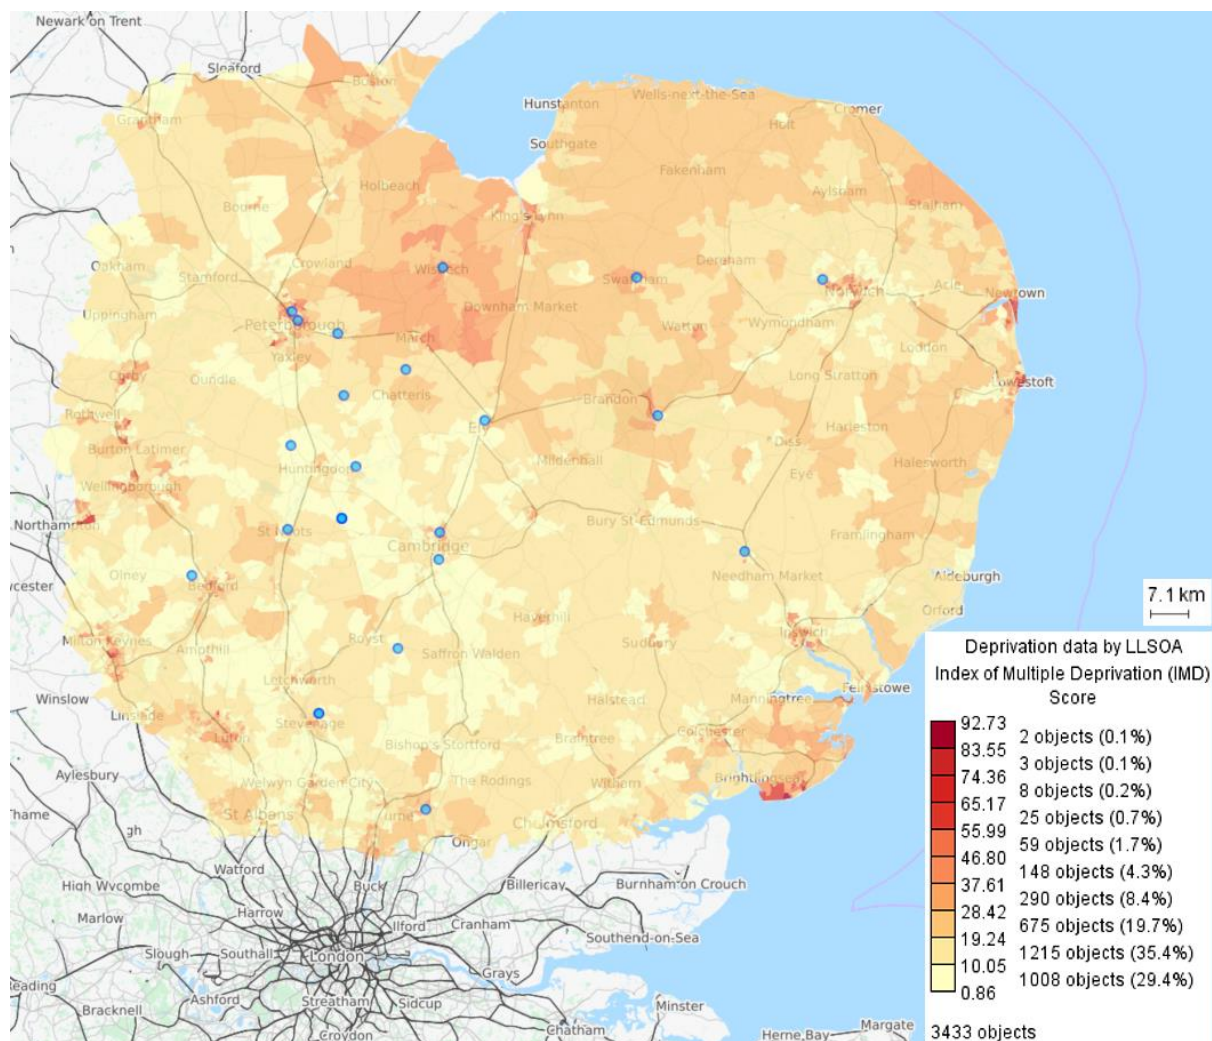 Newark on Trent
Sleaford
Boston
Wells-next-the-Sea
Hunstanton
Cromer
Grantham
Holt
Southgate
Fakenham
Holbeach
Aylsham
Bourne
King's Lynn
Stalham
Oakham
Stamford
Crowland
Wisbech
Swaffham
Dereham
Norwich
Acle
Newtown
Uppingham
Peterborough
Downham Market
Watton
Wymondham
March
Yaxley
Loddon
Corby
Oundle
Chatteris
Long Stratton
Lowestoft
Rothwell
Brandon
Ely
Harleston
Burton Latimer
Diss
Mildenhall
Halesworth
Huntingdon
Eye
Wellingborough
Northampton
St Neots
Bury St Edmunds
Framlingham
Cambridge
Olney
Bedford
Needham Market
Aldeburgh
7.1 km
Haverhill
Orford
Milton Keynes
Royst
Sudbury
Ipswich
Ampthill
Saffron Walden
Letchworth
Winslow
Halstead
Manningtree
Felixstowe
Linslade
Stevenage
Luton
Bishop's Stortford
Braintree
Colchester
Aylesbury
Welwyn Garden City
The Rodings
Witham
Brightlingsea
Thame
St Albans
Chelmsford
Ongar
Watford
High Wycombe
Buck
Billericay
Burnham on Crouch
Marlow
Harrow
Ilford
Cranham
Southend-on-Sea
Slough
Southall
London
Grays
Reading
Ashford
Streatham
Sidcup
Bracknell
Minster
Croydon
Chatham
Herne Bay
Margate
Deprivation data by LLSOA
Index of Multiple Deprivation (IMD)
Score
92.73
2 objects (0.1%)
83.55
3 objects (0.1%)
74.36
8 objects (0.2%)
65.17
25 objects (0.7%)
55.99
59 objects (1.7%)
46.80
148 objects (4.3%)
37.61
290 objects (8.4%)
28.42
675 objects (19.7%)
19.24
1215 objects (35.4%)
10.05
1008 objects (29.4%)
0.86
3433 objects